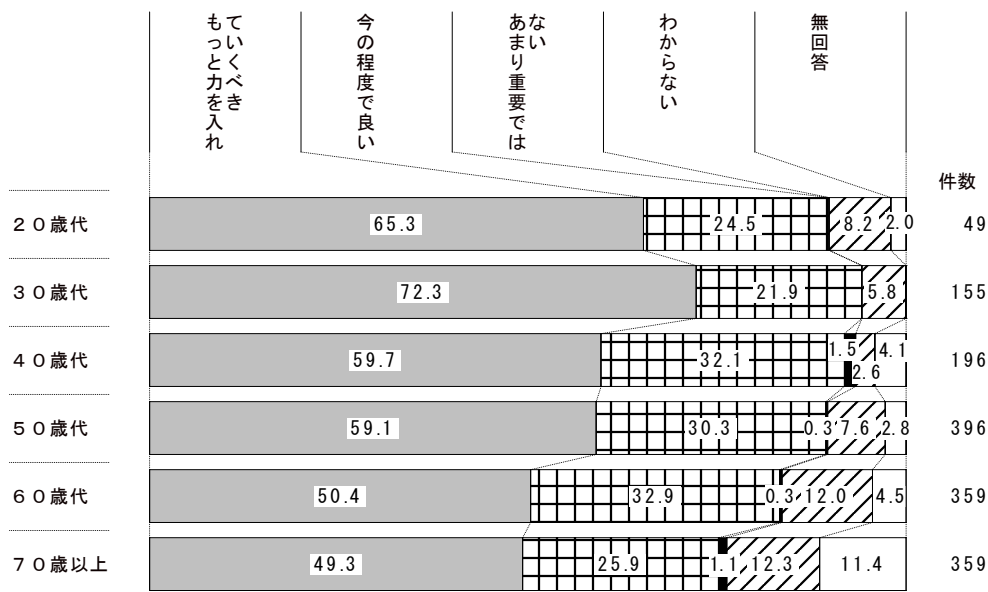 もっと力を入れ
ていくべき
今の程度で良い
あまり重要では
ない
わからない
無回答
件数
２０歳代 65.3 24.5 8.2 2.0 49
３０歳代 72.3 21.9 5.8 155
４０歳代 59.7 32.1 1.5 2.6 4.1 196
５０歳代 59.1 30.3 0.3 7.6 2.8 396
６０歳代 50.4 32.9 0.3 12.0 4.5 359
７０歳以上 49.3 25.9 1.1 12.3 11.4 359